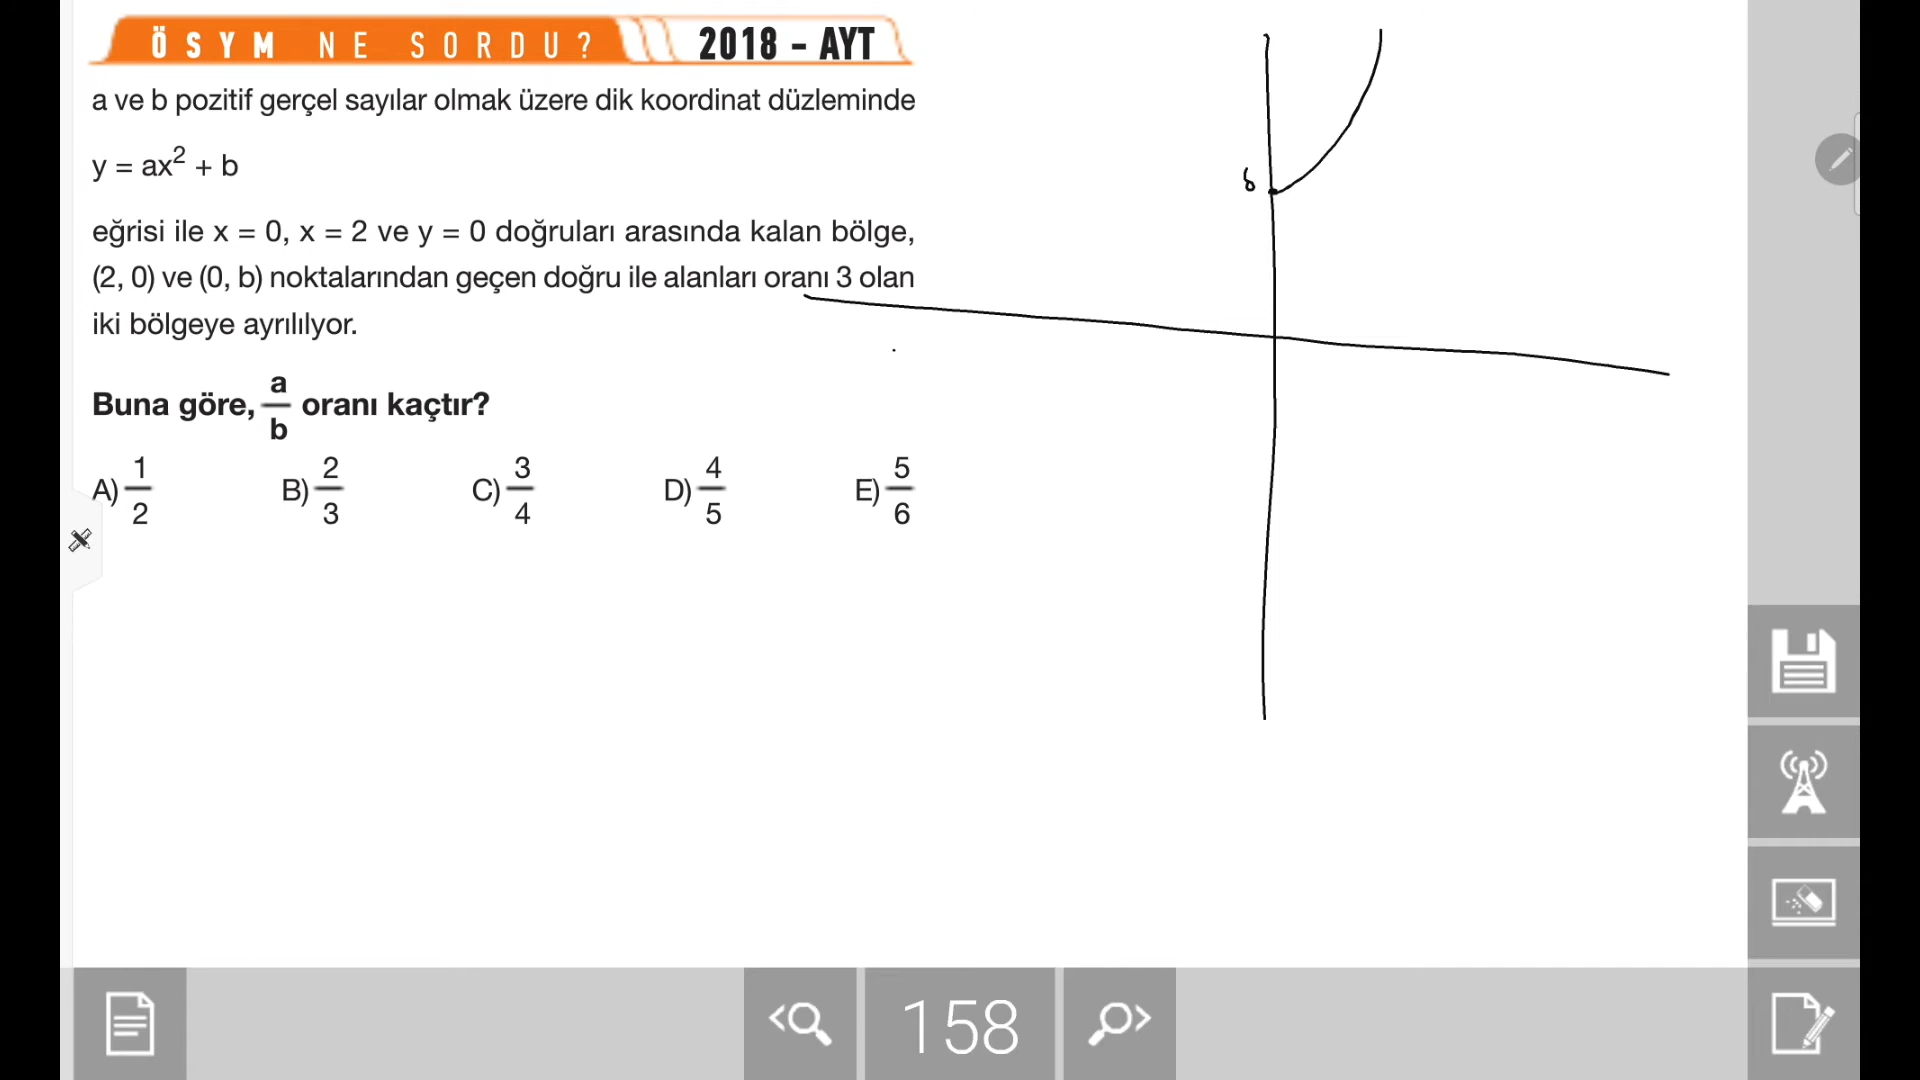 ÖSYM NE SORDU? 2018 - AYT
a ve b pozitif gerçel sayılar olmak üzere dik koordinat düzleminde
y = ax² + b
eğrisi ile x = 0, x = 2 ve y = 0 doğruları arasında kalan bölge,
(2, 0) ve (0, b) noktalarından geçen doğru ile alanları oranı 3 olan
iki bölgeye ayrılılyor.
Buna göre, a/b oranı kaçtır?
A) 1/2 B) 2/3 C) 3/4 D) 4/5 E) 5/6
b
158